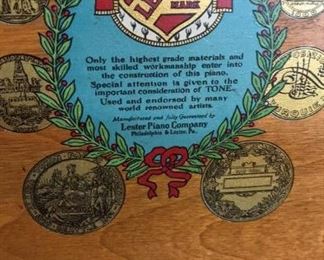 MARK
Only the highest grade materials and
most skilled workmanship enter into
the construction of this piano.
Special attention is given to the
important consideration of TONE.
Used and endorsed by many
world renowned artists.
Manufactured and fully Guaranteed by
Lester Piano Company
Philadelphia & Lester, Pa.